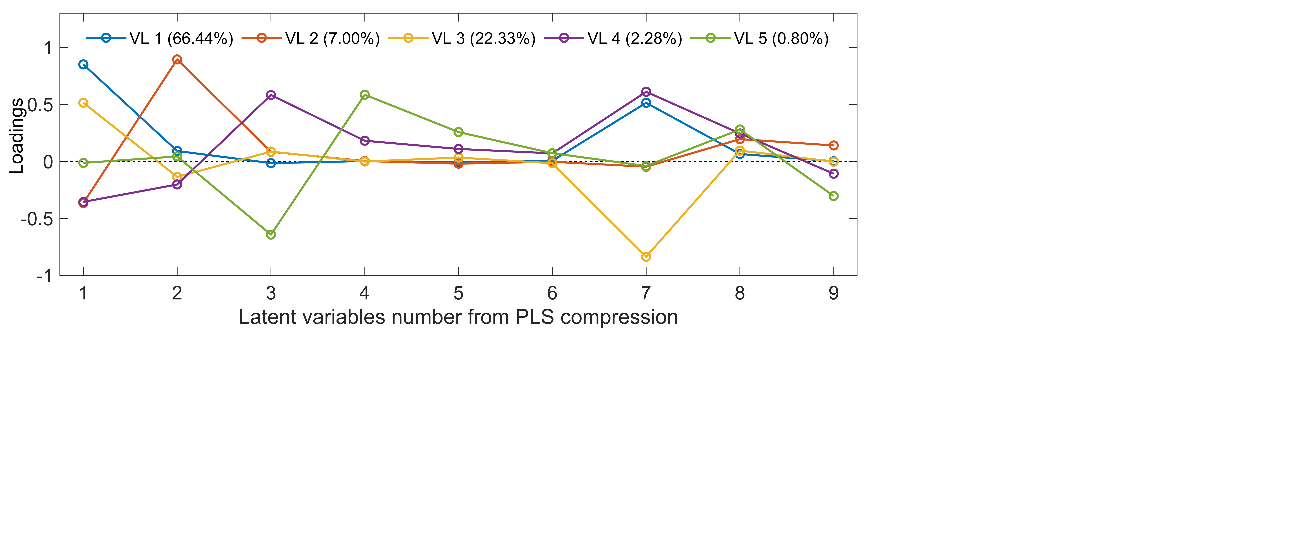 VL 1 (66.44%) VL 2 (7.00%) VL 3 (22.33%) VL 4 (2.28%) VL 5 (0.80%)
Loadings
1
0.5
0
-0.5
-1
1 2 3 4 5 6 7 8 9
Latent variables number from PLS compression